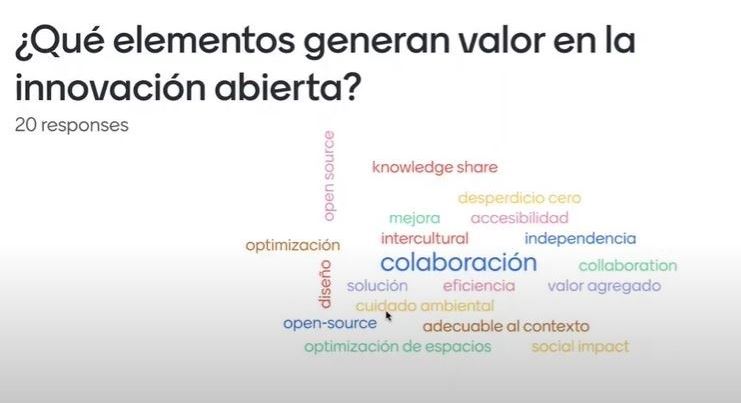 ¿Qué elementos generan valor en la
innovación abierta?
20 responses
open source
knowledge share
desperdicio cero
mejora
accesibilidad
optimización
intercultural
independencia
diseño
colaboración
collaboration
solución
eficiencia
valor agregado
cuidado ambiental
open-source
adecuable al contexto
optimización de espacios
social impact